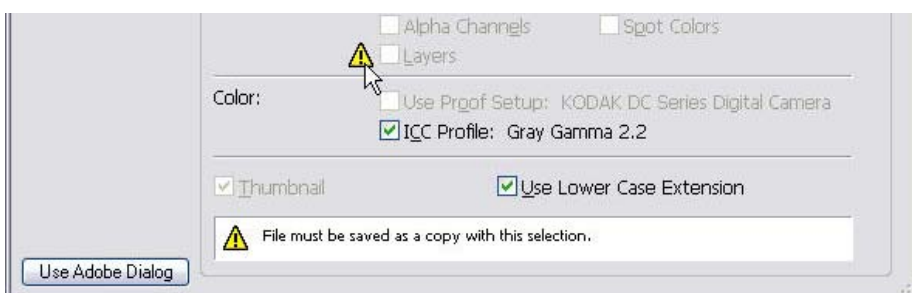 Alpha Channels Spot Colors
Layers
Color: Use Proof Setup: KODAK DC Series Digital Camera
ICC Profile: Gray Gamma 2.2
Thumbnail Use Lower Case Extension
File must be saved as a copy with this selection.
Use Adobe Dialog